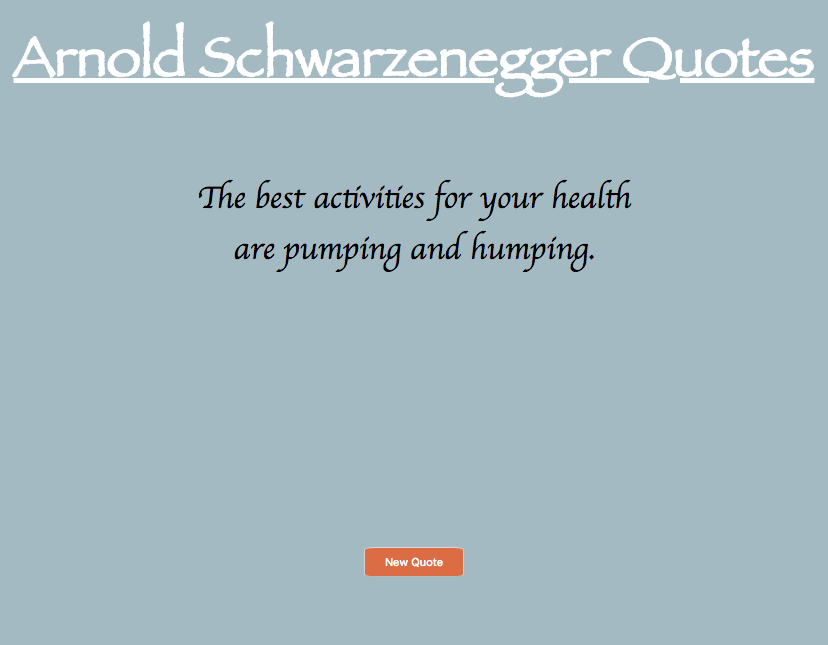 Arnold Schwarzenegger Quotes
The best activities for your health
are pumping and humping.
New Quote